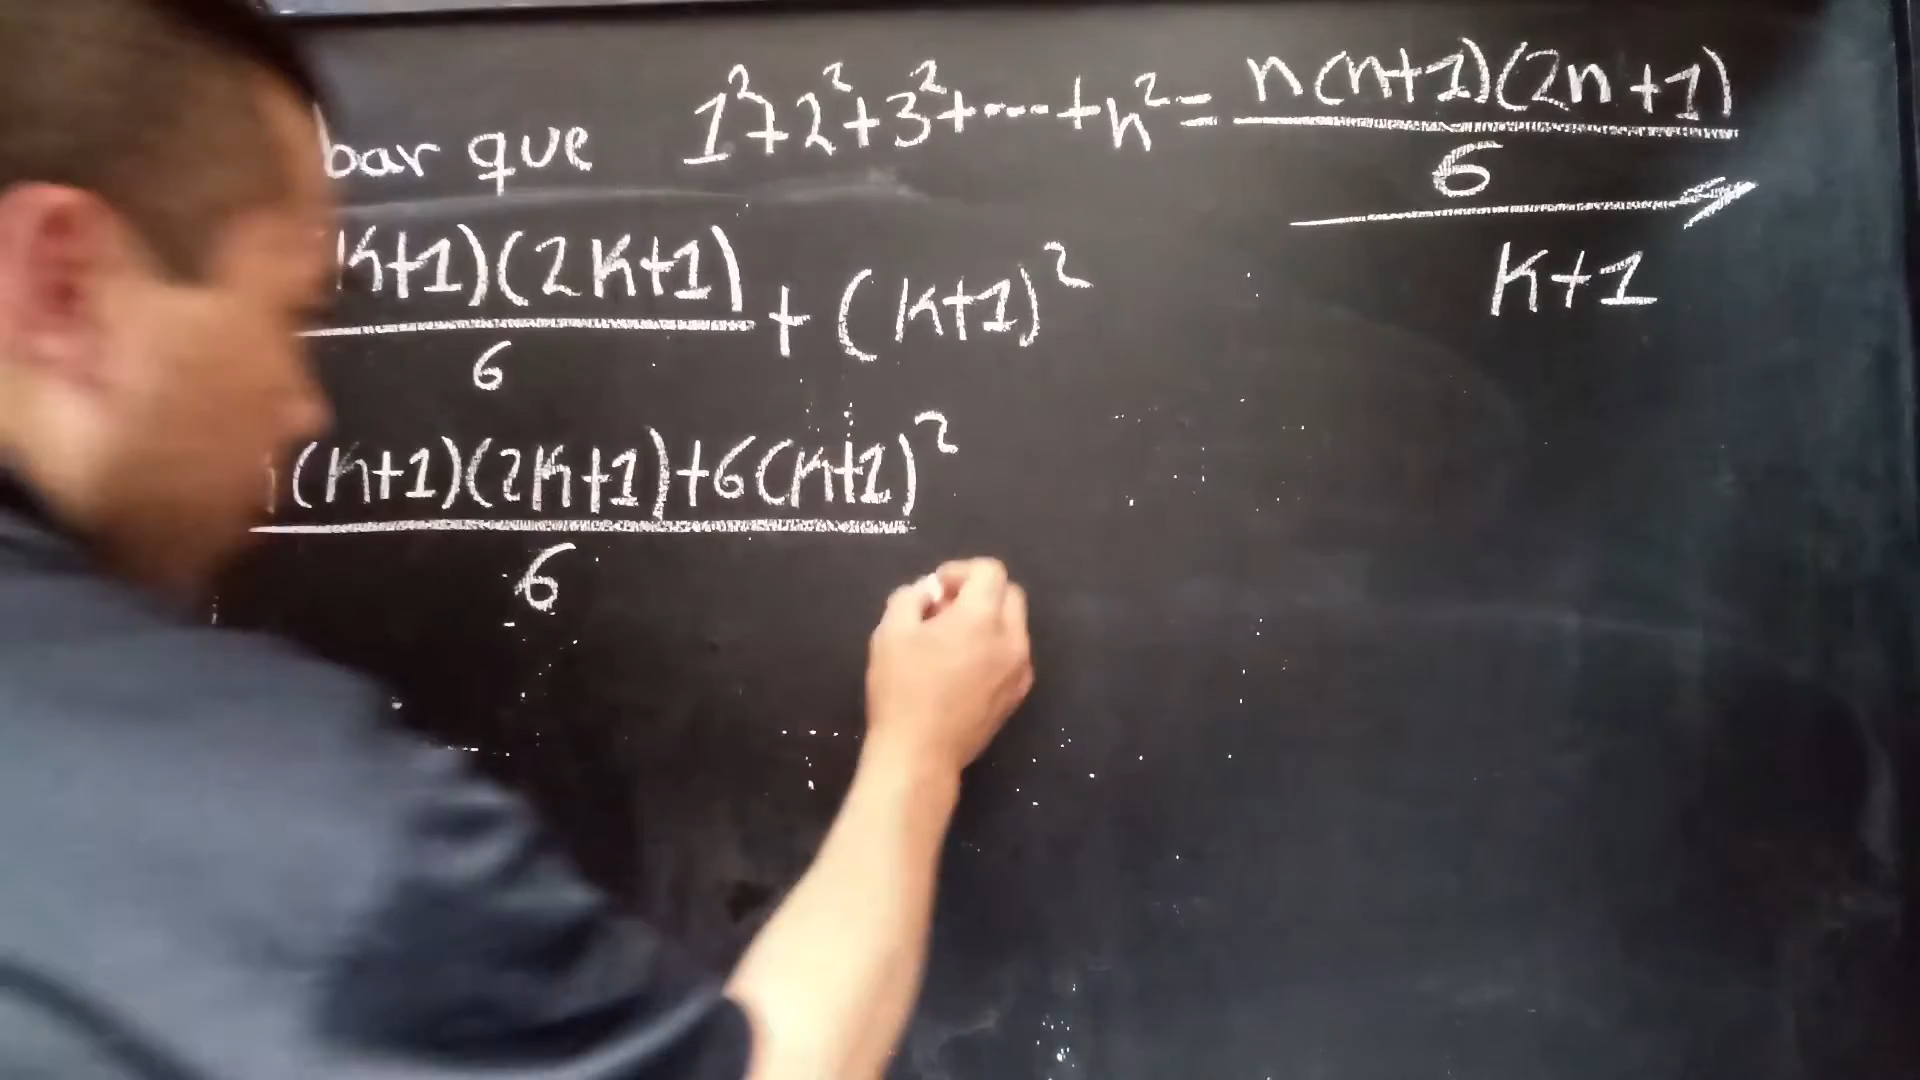 bar que 1²+2²+3²+----+n² = n(n+1)(2n+1)
6
k+1)(2k+1) + (k+1)²
6
k+1
(k+1)(2k+1)+6(k+1)²
6